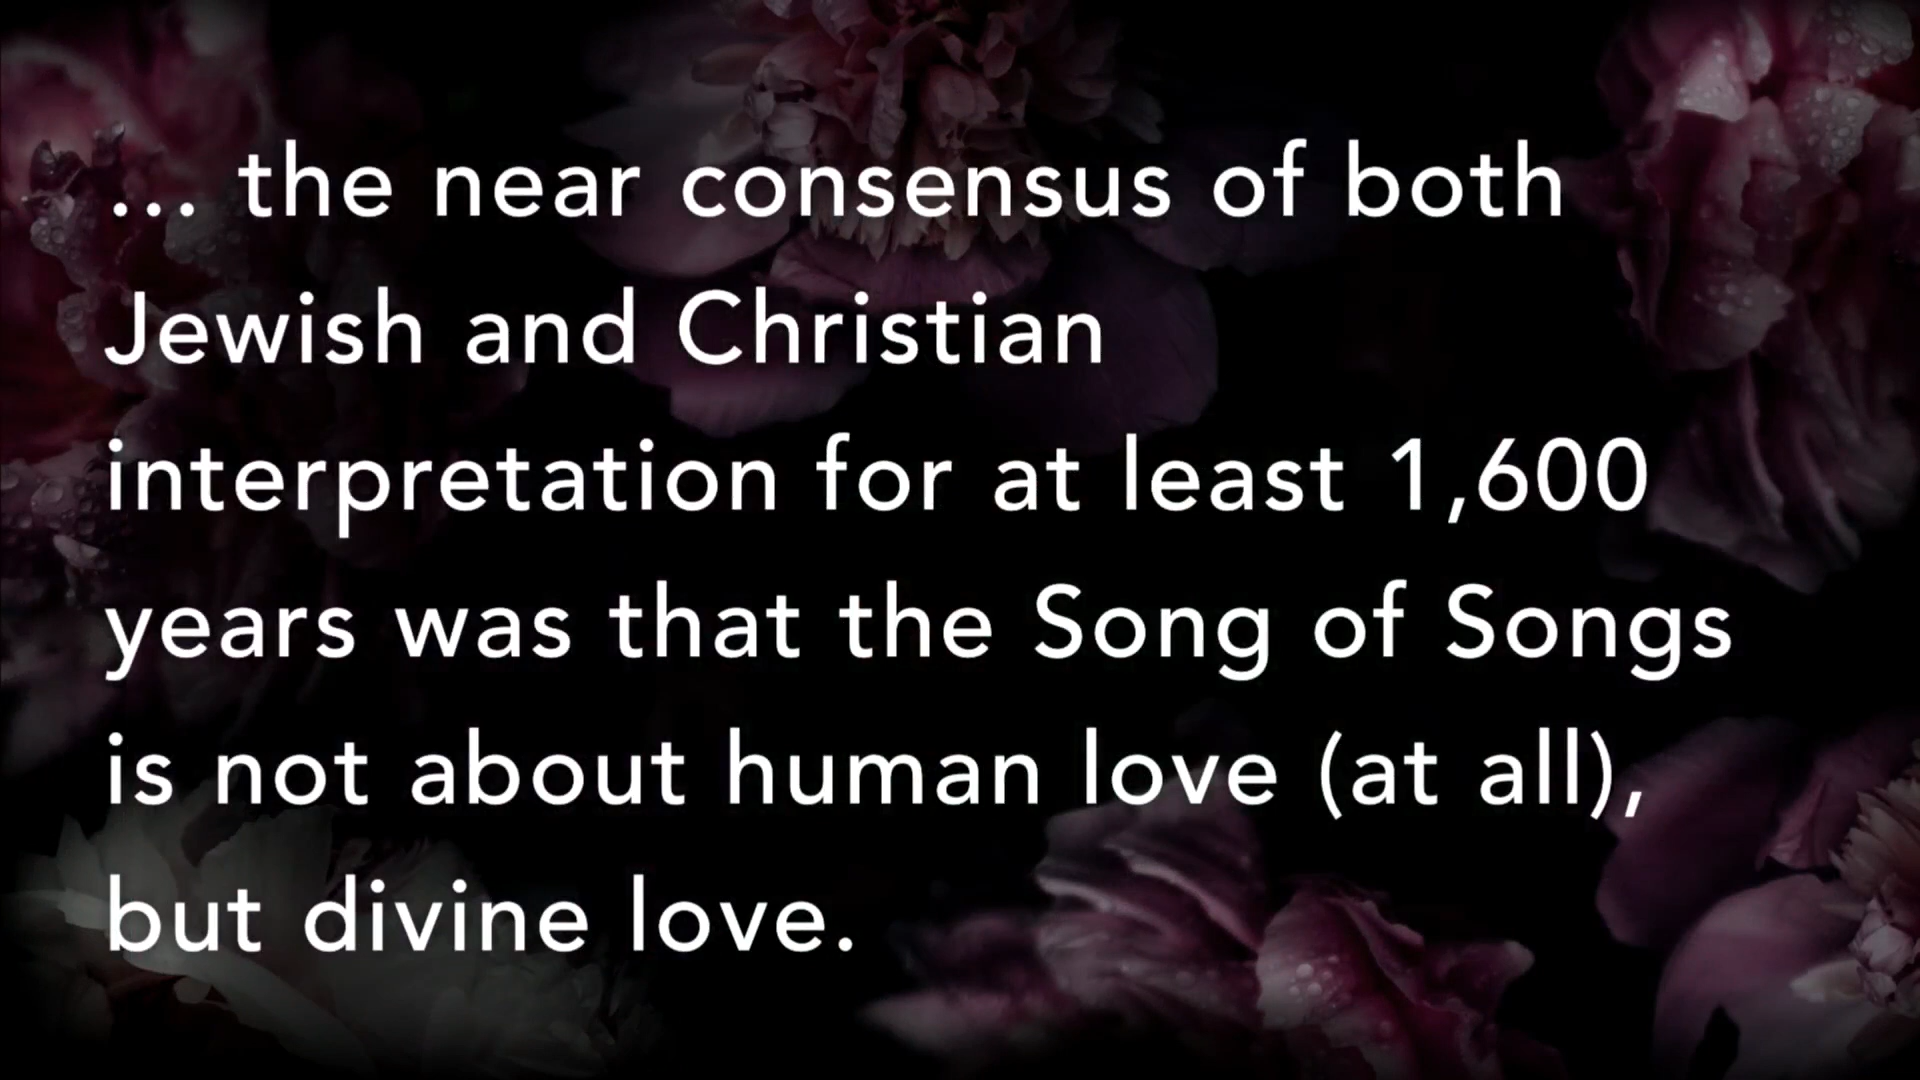 ... the near consensus of both
Jewish and Christian
interpretation for at least 1,600
years was that the Song of Songs
is not about human love (at all),
but divine love.